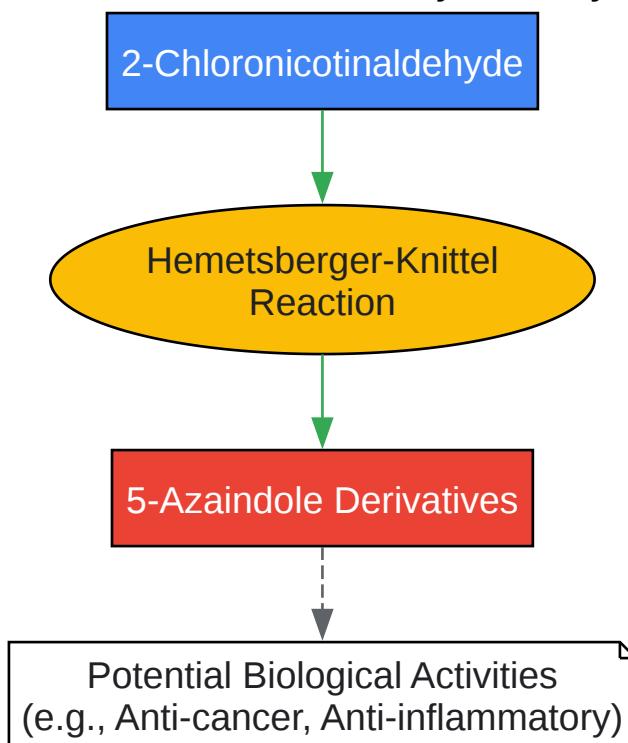 2-Chloronicotinaldehyde
Hemetsberger-Knittel
Reaction
5-Azaindole Derivatives
Potential Biological Activities
(e.g., Anti-cancer, Anti-inflammatory)